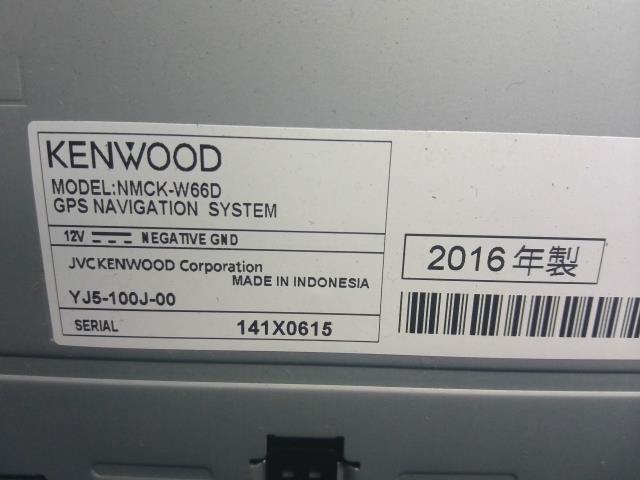 KENWOOD
MODEL:NMCK-W66D
GPS NAVIGATION SYSTEM
12V NEGATIVE GND
JVCKENWOOD Corporation
MADE IN INDONESIA
YJ5-100J-00
SERIAL 141X0615
2016年製